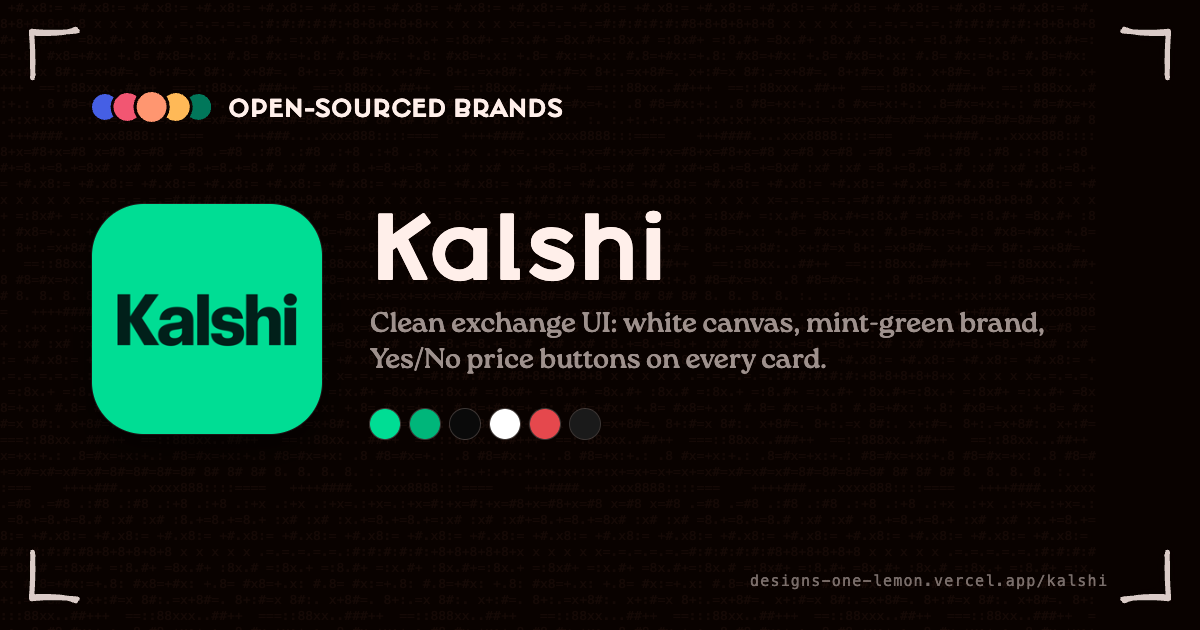 OPEN-SOURCED BRANDS
Kalshi
Kalshi
Clean exchange UI: white canvas, mint-green brand,
Yes/No price buttons on every card.
designs-one-lemon.vercel.app/kalshi